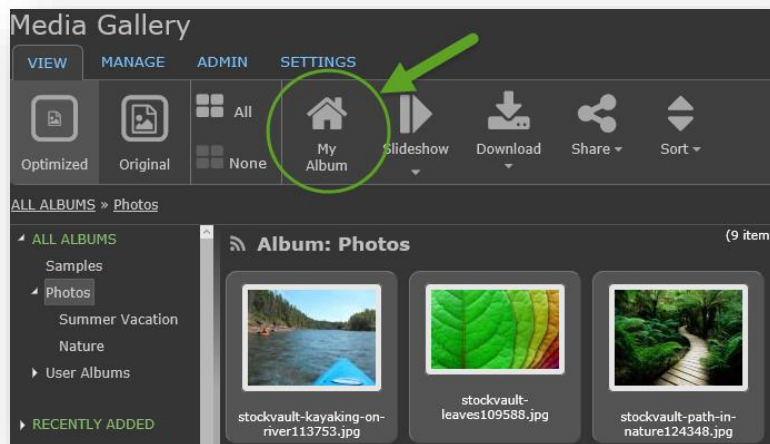 Media Gallery
VIEW MANAGE ADMIN SETTINGS
Optimized
Original
All
None
My
Album
Slideshow
Download
Share
Sort
ALL ALBUMS » Photos
ALL ALBUMS
Samples
Photos
Summer Vacation
Nature
User Albums
RECENTLY ADDED
Album: Photos
(9 item
stockvault-kayaking-on-
river113753.jpg
stockvault-
leaves109588.jpg
stockvault-path-in-
nature124348.jpg